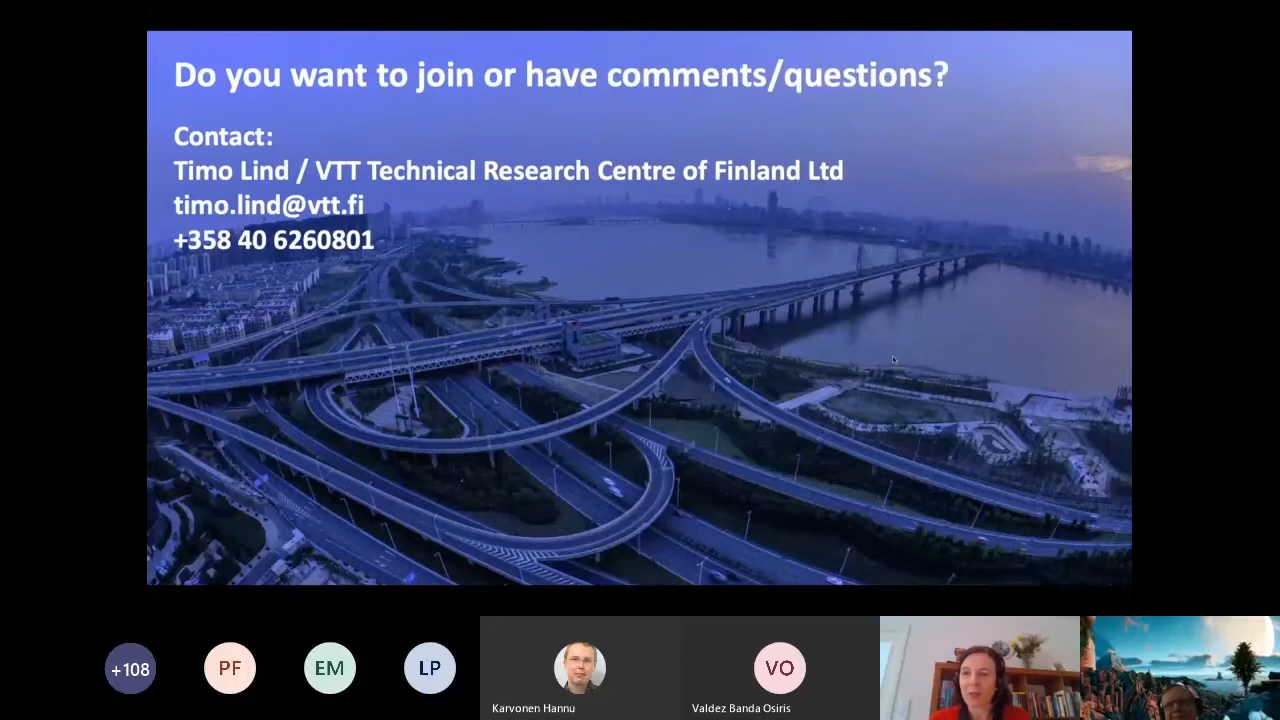 Do you want to join or have comments/questions?
Contact:
Timo Lind / VTT Technical Research Centre of Finland Ltd
timo.lind@vtt.fi
+358 40 6260801
+108
PF
EM
LP
VO
Karvonen Hannu
Valdez Banda Osiris